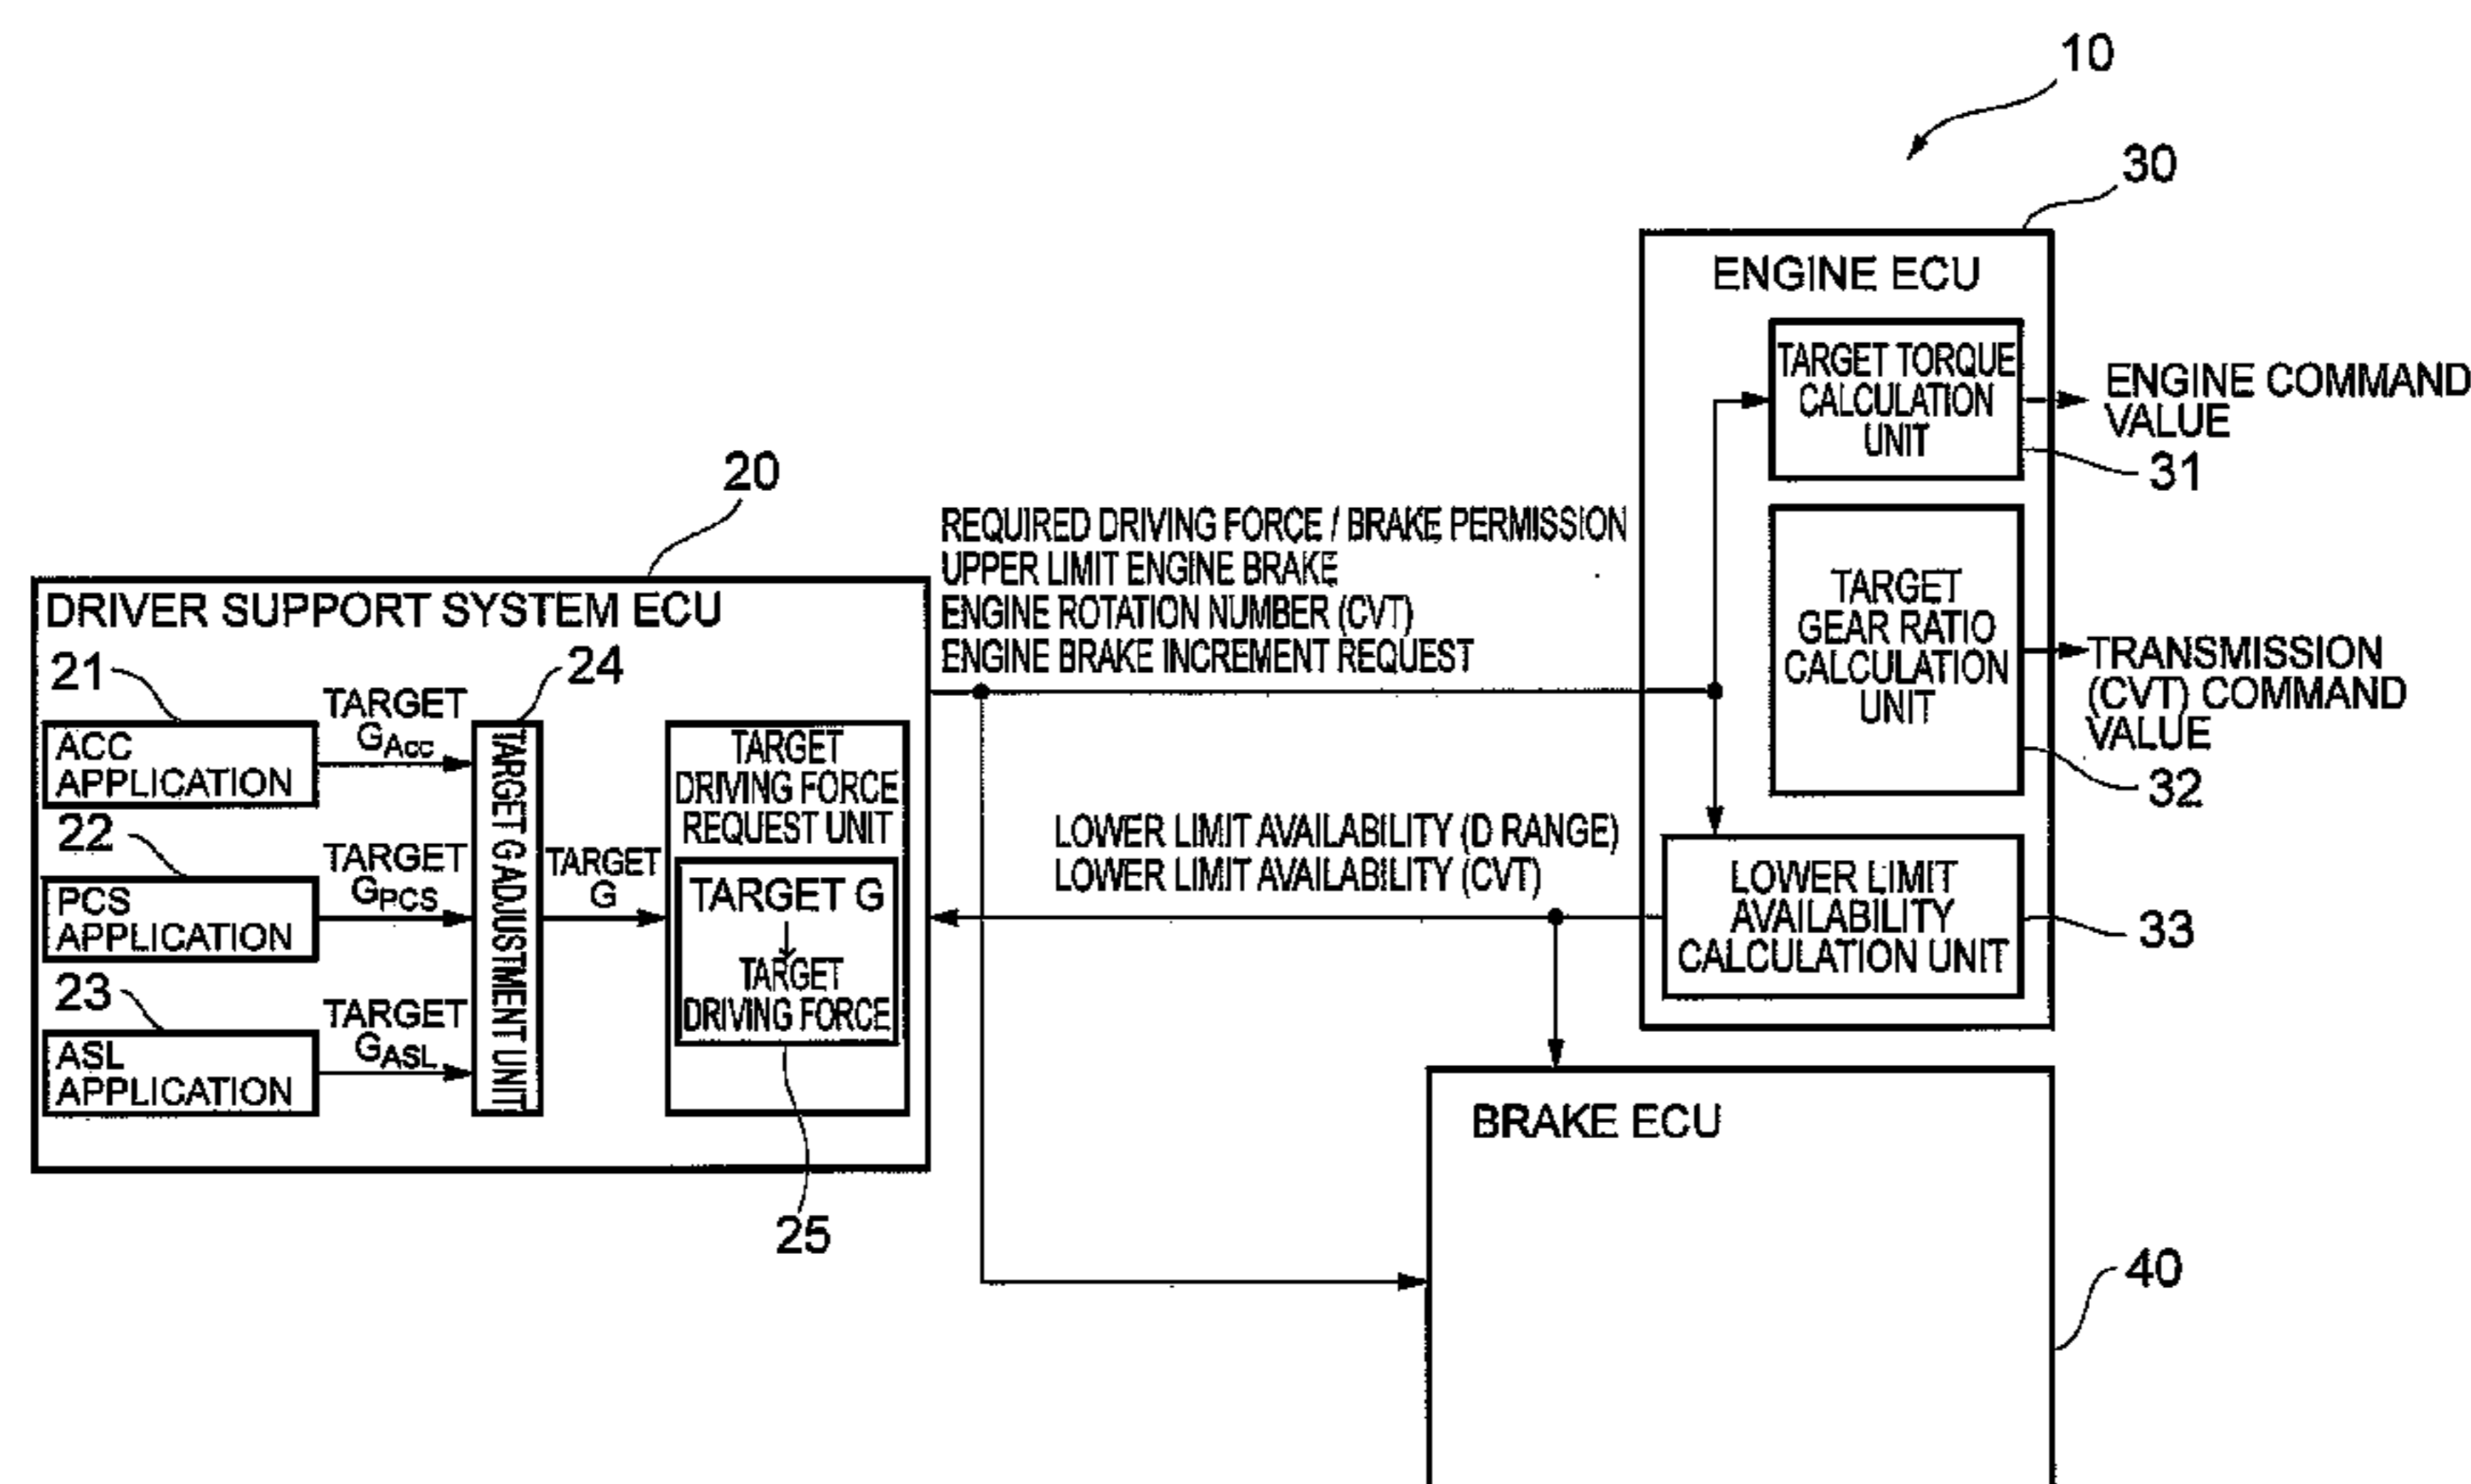 10
30
ENGINE ECU
TARGET TORQUE
CALCULATION
UNIT
ENGINE COMMAND
VALUE
31
20
REQUIRED DRIVING FORCE / BRAKE PERMISSION
UPPER LIMIT ENGINE BRAKE
ENGINE ROTATION NUMBER (CVT)
ENGINE BRAKE INCREMENT REQUEST
TARGET
GEAR RATIO
CALCULATION
UNIT
TRANSMISSION
(CVT) COMMAND
VALUE
32
DRIVER SUPPORT SYSTEM ECU
21
TARGET
GACC
24
ACC
APPLICATION
22
TARGET
GPCS
PCS
APPLICATION
23
TARGET
GASL
ASL
APPLICATION
TARGET G ADJUSTMENT UNIT
TARGET
G
TARGET
DRIVING FORCE
REQUEST UNIT
TARGET G
TARGET
DRIVING FORCE
25
LOWER LIMIT AVAILABILITY (D RANGE)
LOWER LIMIT AVAILABILITY (CVT)
LOWER LIMIT
AVAILABILITY
CALCULATION UNIT
33
BRAKE ECU
40